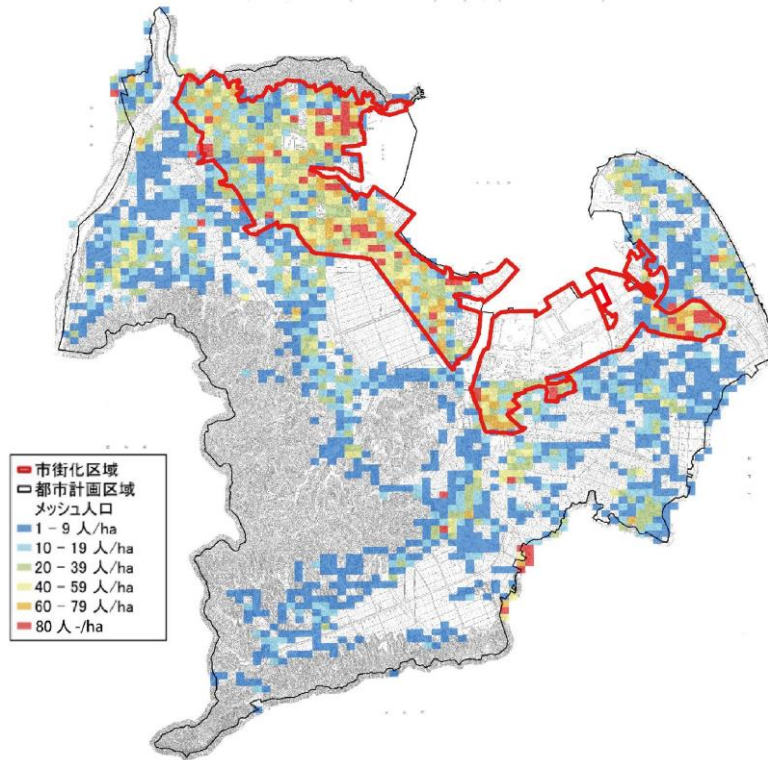 市街化区域
都市計画区域
メッシュ人口
1 - 9 人/ha
10 - 19 人/ha
20 - 39 人/ha
40 - 59 人/ha
60 - 79 人/ha
80 人 -/ha